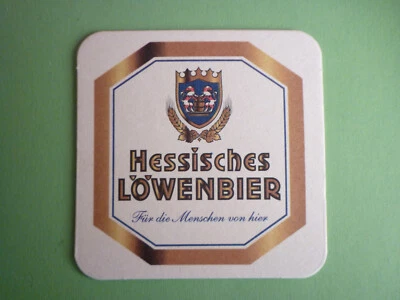 Hessisches
LÖWENBIER
Für die Menschen von hier